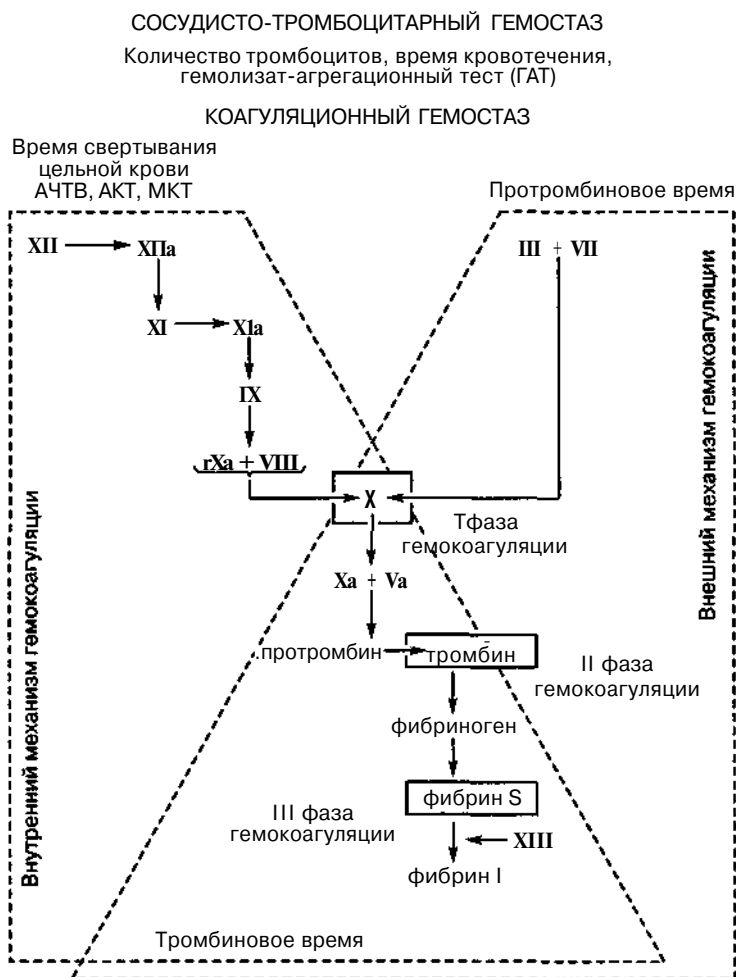 СОСУДИСТО-ТРОМБОЦИТАРНЫЙ ГЕМОСТАЗ
Количество тромбоцитов, время кровотечения,
гемолизат-агрегационный тест (ГАТ)
КОАГУЛЯЦИОННЫЙ ГЕМОСТАЗ
Время свертывания
цельной крови
АЧТВ, АКТ, МКТ
Протромбиновое время
XII
ХПа
III + VII
XI
X1a
IX
rXa + VIII
X
Тфаза
гемокоагуляции
Xa + Va
.протромбин
тромбин
II фаза
гемокоагуляции
фибриноген
фибрин S
III фаза
гемокоагуляции
XIII
фибрин I
Тромбиновое время
Внутренний механизм гемокоагуляции
Внешний механизм гемокоагуляции